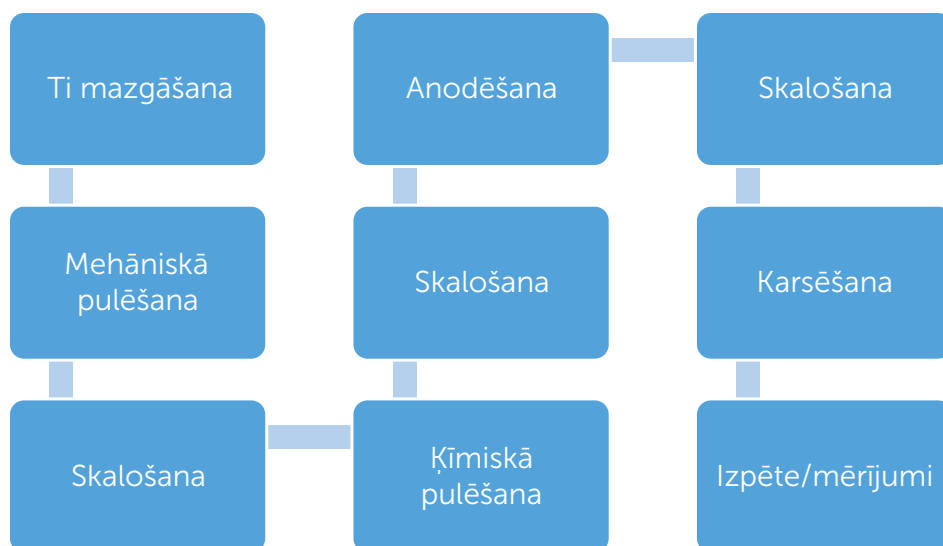 Ti mazgāšana
Mehāniskā
pulēšana
Skalošana
Ķīmiskā
pulēšana
Skalošana
Anodēšana
Skalošana
Karsēšana
Izpēte/mērījumi